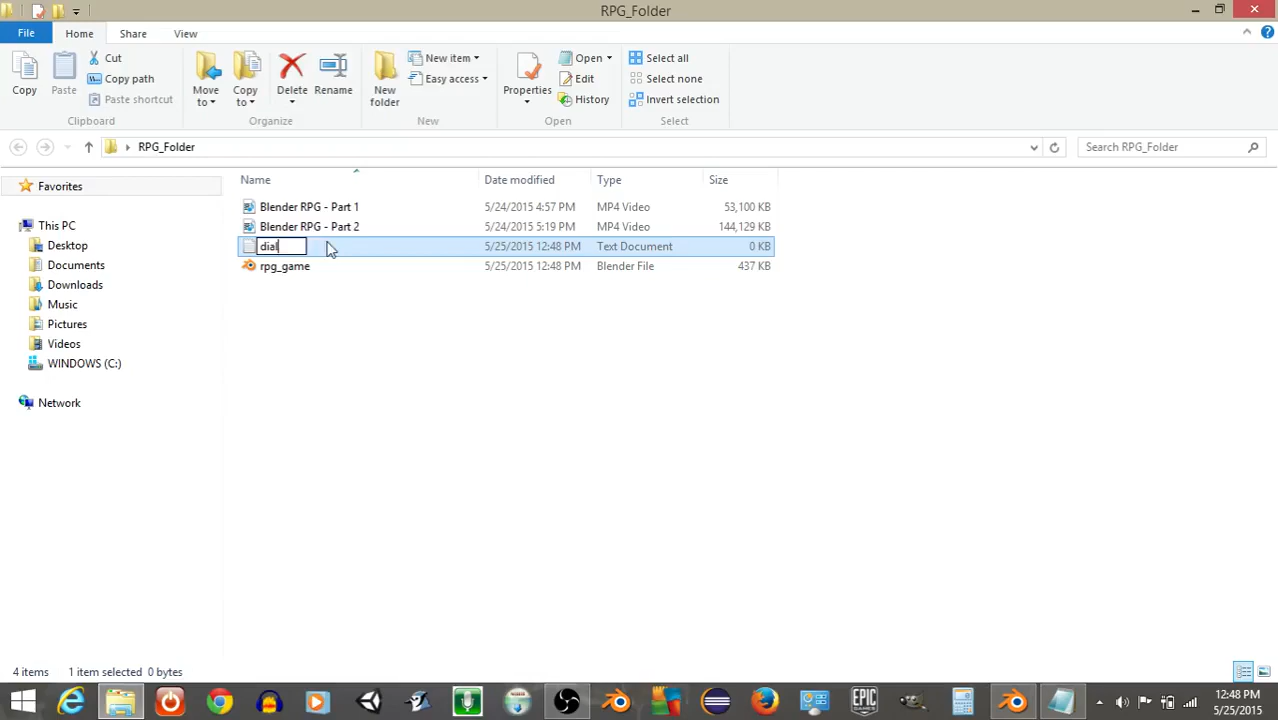 RPG_Folder
File Home Share View
Copy
Paste
Cut
Copy path
Paste shortcut
Clipboard
Move to
Copy to
Delete
Rename
Organize
New folder
New item
Easy access
New
Properties
Open
Edit
History
Open
Select all
Select none
Invert selection
Select
RPG_Folder
Search RPG_Folder
Favorites
This PC
Desktop
Documents
Downloads
Music
Pictures
Videos
WINDOWS (C:)
Network
Name Date modified Type Size
Blender RPG - Part 1 5/24/2015 4:57 PM MP4 Video 53,100 KB
Blender RPG - Part 2 5/24/2015 5:19 PM MP4 Video 144,129 KB
dial 5/25/2015 12:48 PM Text Document 0 KB
rpg_game 5/25/2015 12:48 PM Blender File 437 KB
4 items 1 item selected 0 bytes
EPIC
GAMES
12:48 PM
5/25/2015